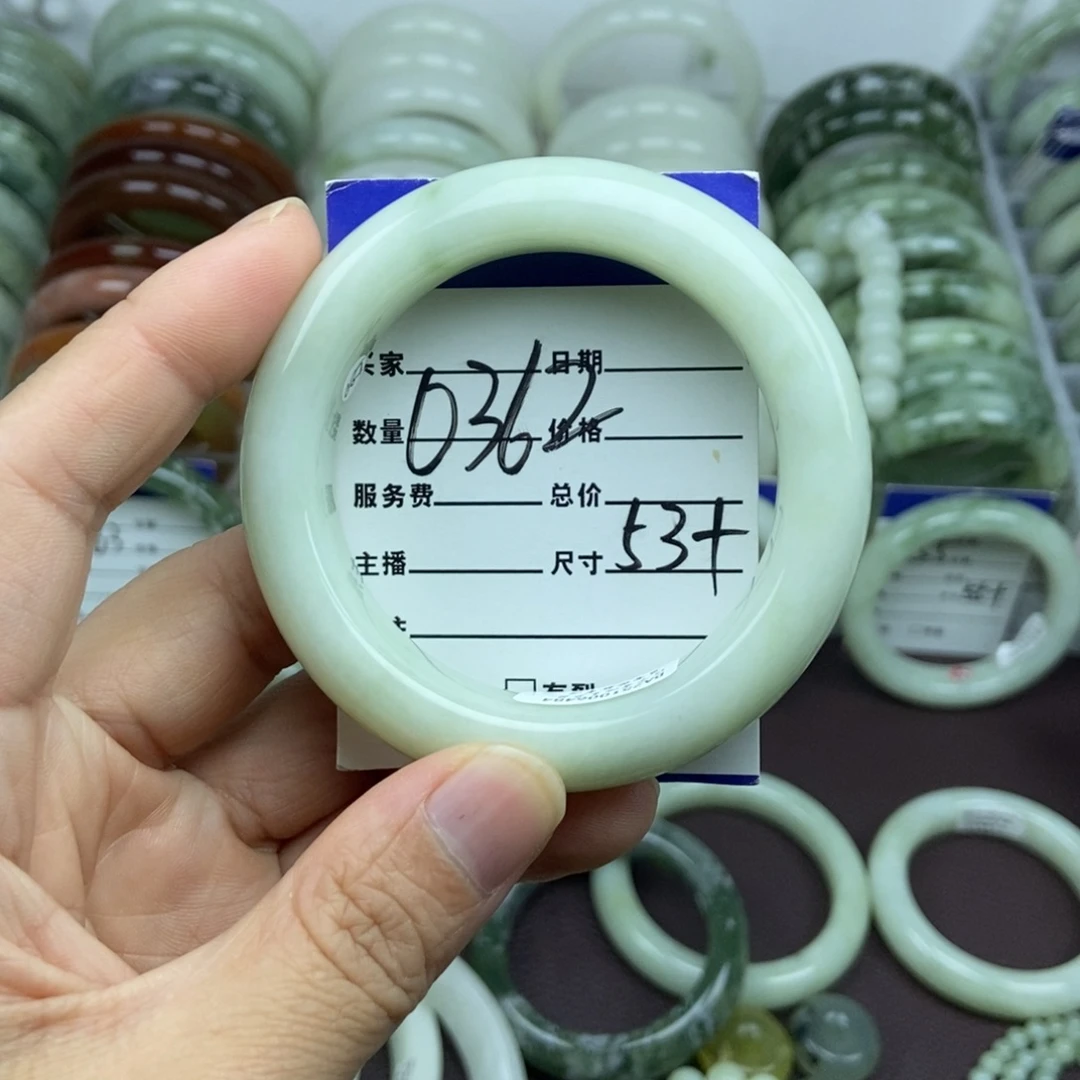 家 日期
数量 0362 价格
服务费 总价
主播 尺寸 53+